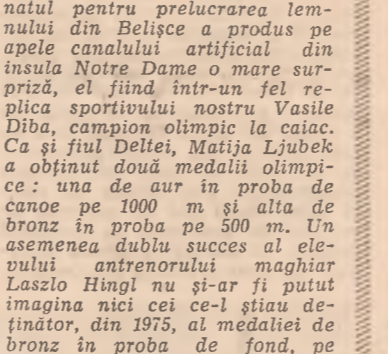 natul pentru prelucrarea lem-
nului din Belişce a produs pe
apele canalului artificial din
insula Notre Dame o mare sur-
priză, el fiind într-un fel re-
plica sportivului nostru Vasile
Diba, campion olimpic la caiac.
Ca şi fiul Deltei, Matija Ljubek
a obţinut două medalii olimpi-
ce : una de aur în proba de
canoe pe 1000 m şi alta de
bronz în proba pe 500 m. Un
asemenea dublu succes al ele-
vului antrenorului maghiar
Laszlo Hingl nu şi-ar fi putut
imagina nici cei ce-l ştiau de-
ţinător, din 1975, al medaliei de
bronz în proba de fond, pe